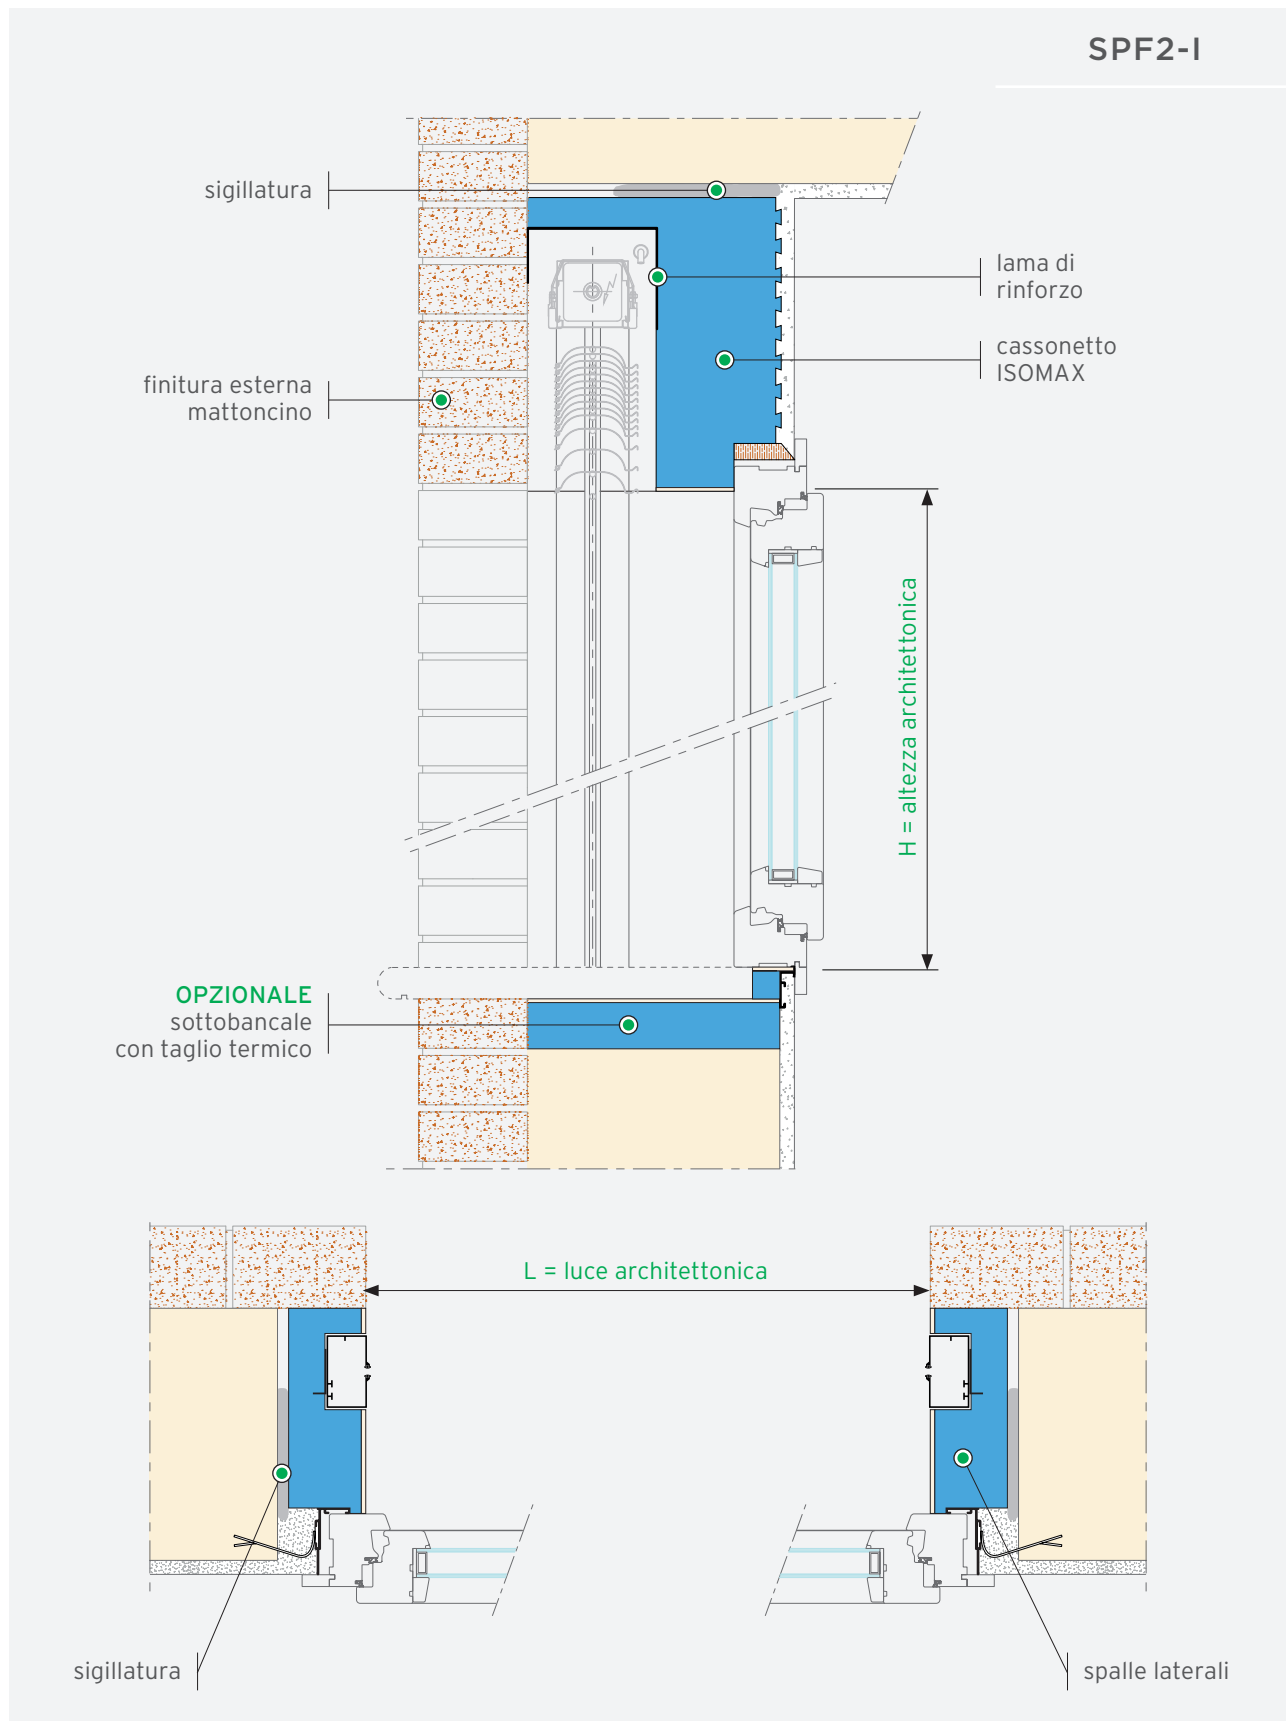 SPF2-I
sigillatura
lama di
rinforzo
cassonetto
ISOMAX
finitura esterna
mattoncino
H = altezza architettonica
OPZIONALE
sottobancale
con taglio termico
L = luce architettonica
sigillatura
spalle laterali